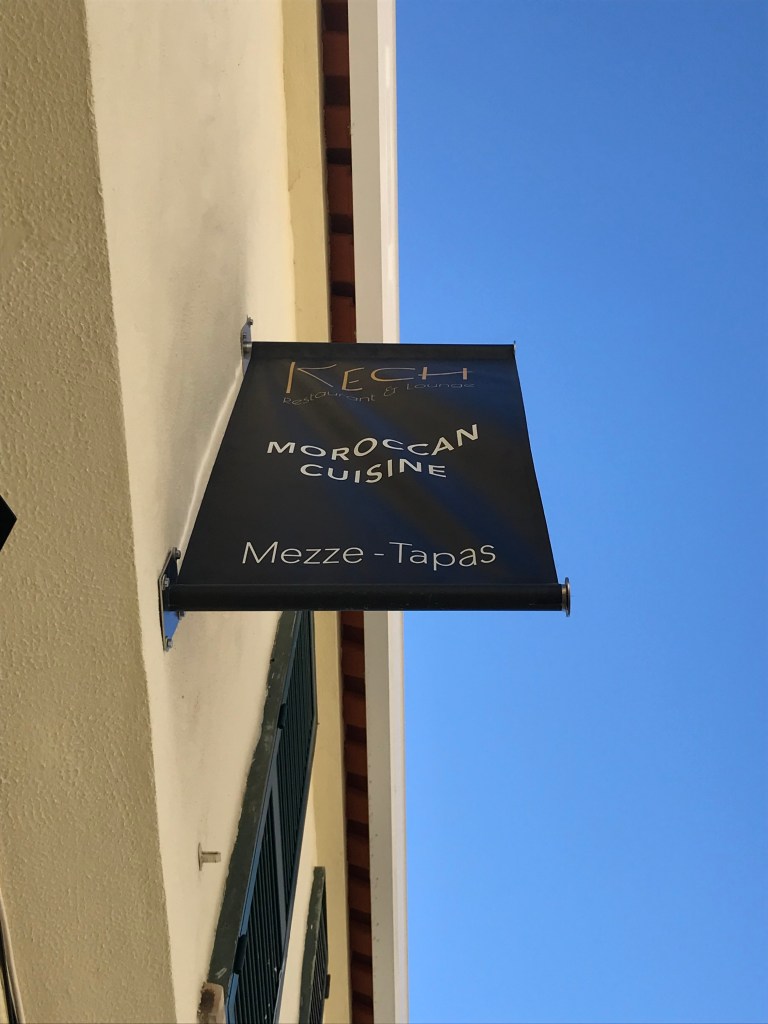 KECH
Restaurant & Lounge
MOROCCAN
CUISINE
Mezze - Tapas